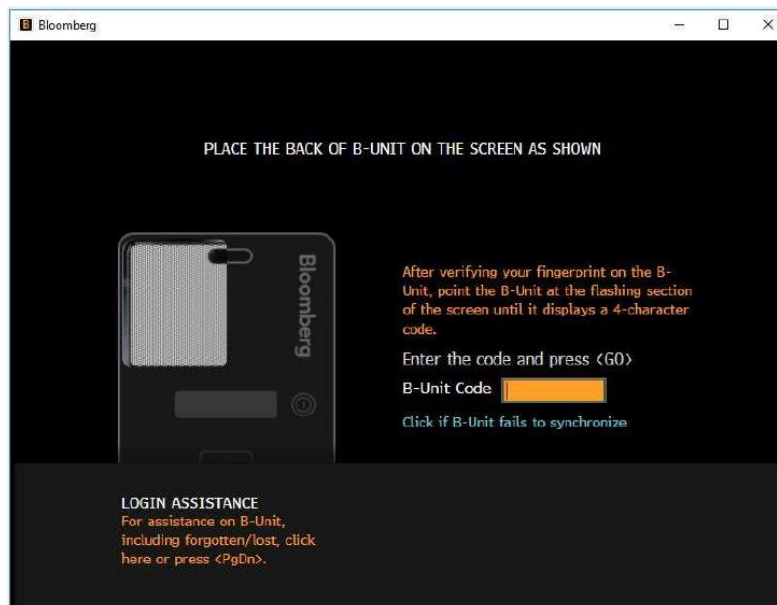 Bloomberg
PLACE THE BACK OF B-UNIT ON THE SCREEN AS SHOWN
Bloomberg
After verifying your fingerprint on the B-
Unit, point the B-Unit at the flashing section
of the screen until it displays a 4-character
code.
Enter the code and press <GO>
B-Unit Code
Click if B-Unit fails to synchronize
LOGIN ASSISTANCE
For assistance on B-Unit,
including forgotten/lost, click
here or press <PgDn>.